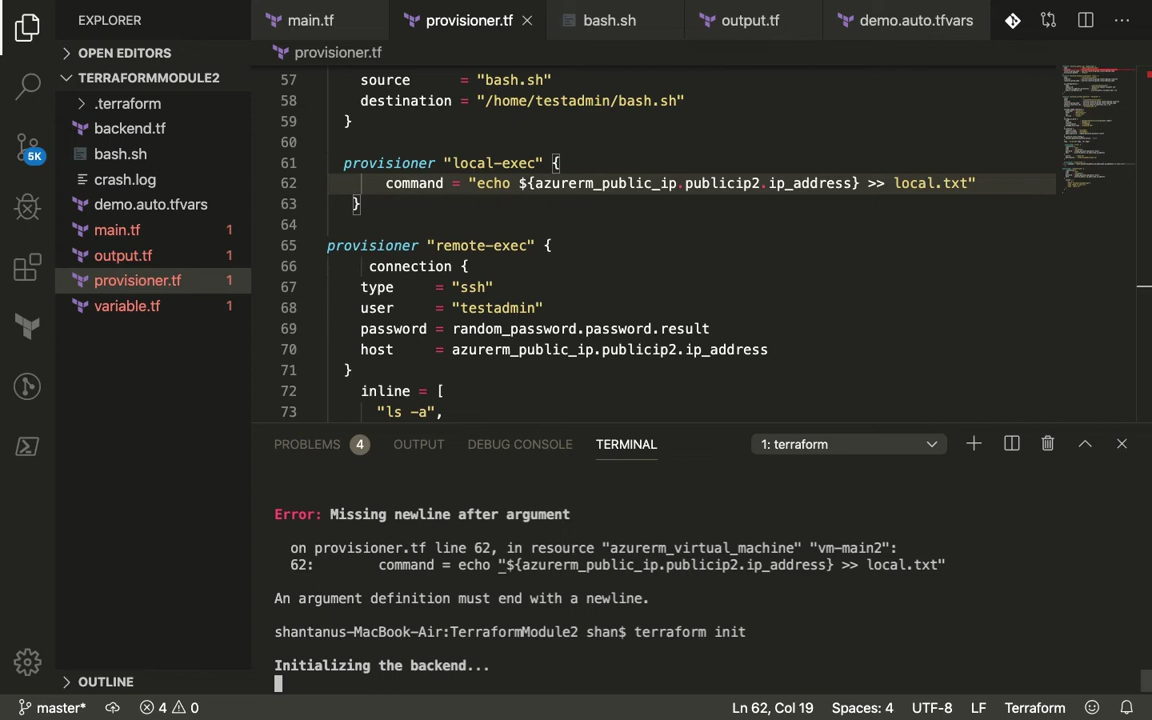 EXPLORER
main.tf
provisioner.tf
bash.sh
output.tf
demo.auto.tfvars
OPEN EDITORS
provisioner.tf
TERRAFORMMODULE2
.terraform
backend.tf
bash.sh
crash.log
demo.auto.tfvars
main.tf 1
output.tf 1
provisioner.tf 1
variable.tf 1
5K
57 source = "bash.sh"
58 destination = "/home/testadmin/bash.sh"
59 }
60
61 provisioner "local-exec" {
62 command = "echo ${azurerm_public_ip.publicip2.ip_address} >> local.txt"
63 }
64
65 provisioner "remote-exec" {
66 connection {
67 type = "ssh"
68 user = "testadmin"
69 password = random_password.password.result
70 host = azurerm_public_ip.publicip2.ip_address
71 }
72 inline = [
73 "ls -a",
PROBLEMS 4 OUTPUT DEBUG CONSOLE TERMINAL 1: terraform
Error: Missing newline after argument
on provisioner.tf line 62, in resource "azurerm_virtual_machine" "vm-main2":
62: command = echo "${azurerm_public_ip.publicip2.ip_address} >> local.txt"
An argument definition must end with a newline.
shantanus-MacBook-Air:TerraformModule2 shan$ terraform init
Initializing the backend...
OUTLINE
master* 4 0 Ln 62, Col 19 Spaces: 4 UTF-8 LF Terraform